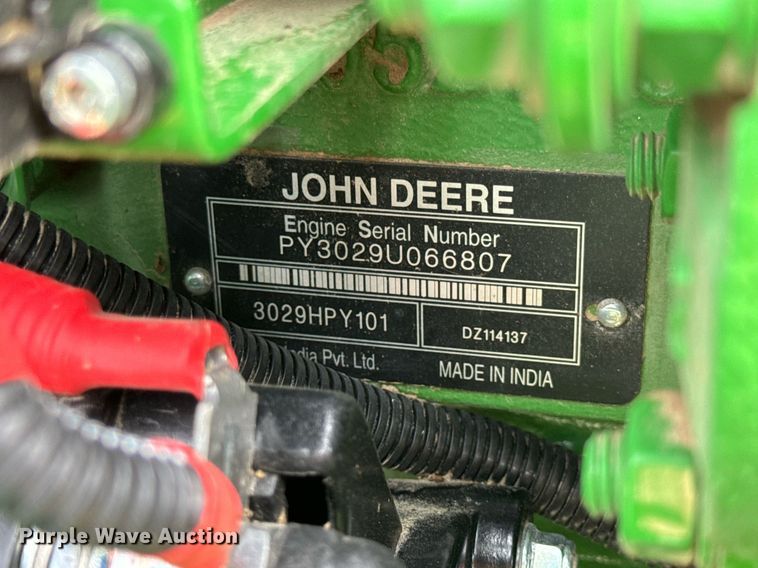 JOHN DEERE
Engine Serial Number
PY3029U066807
3029HPY101
DZ114137
India Pvt. Ltd.
MADE IN INDIA
Purple Wave Auction